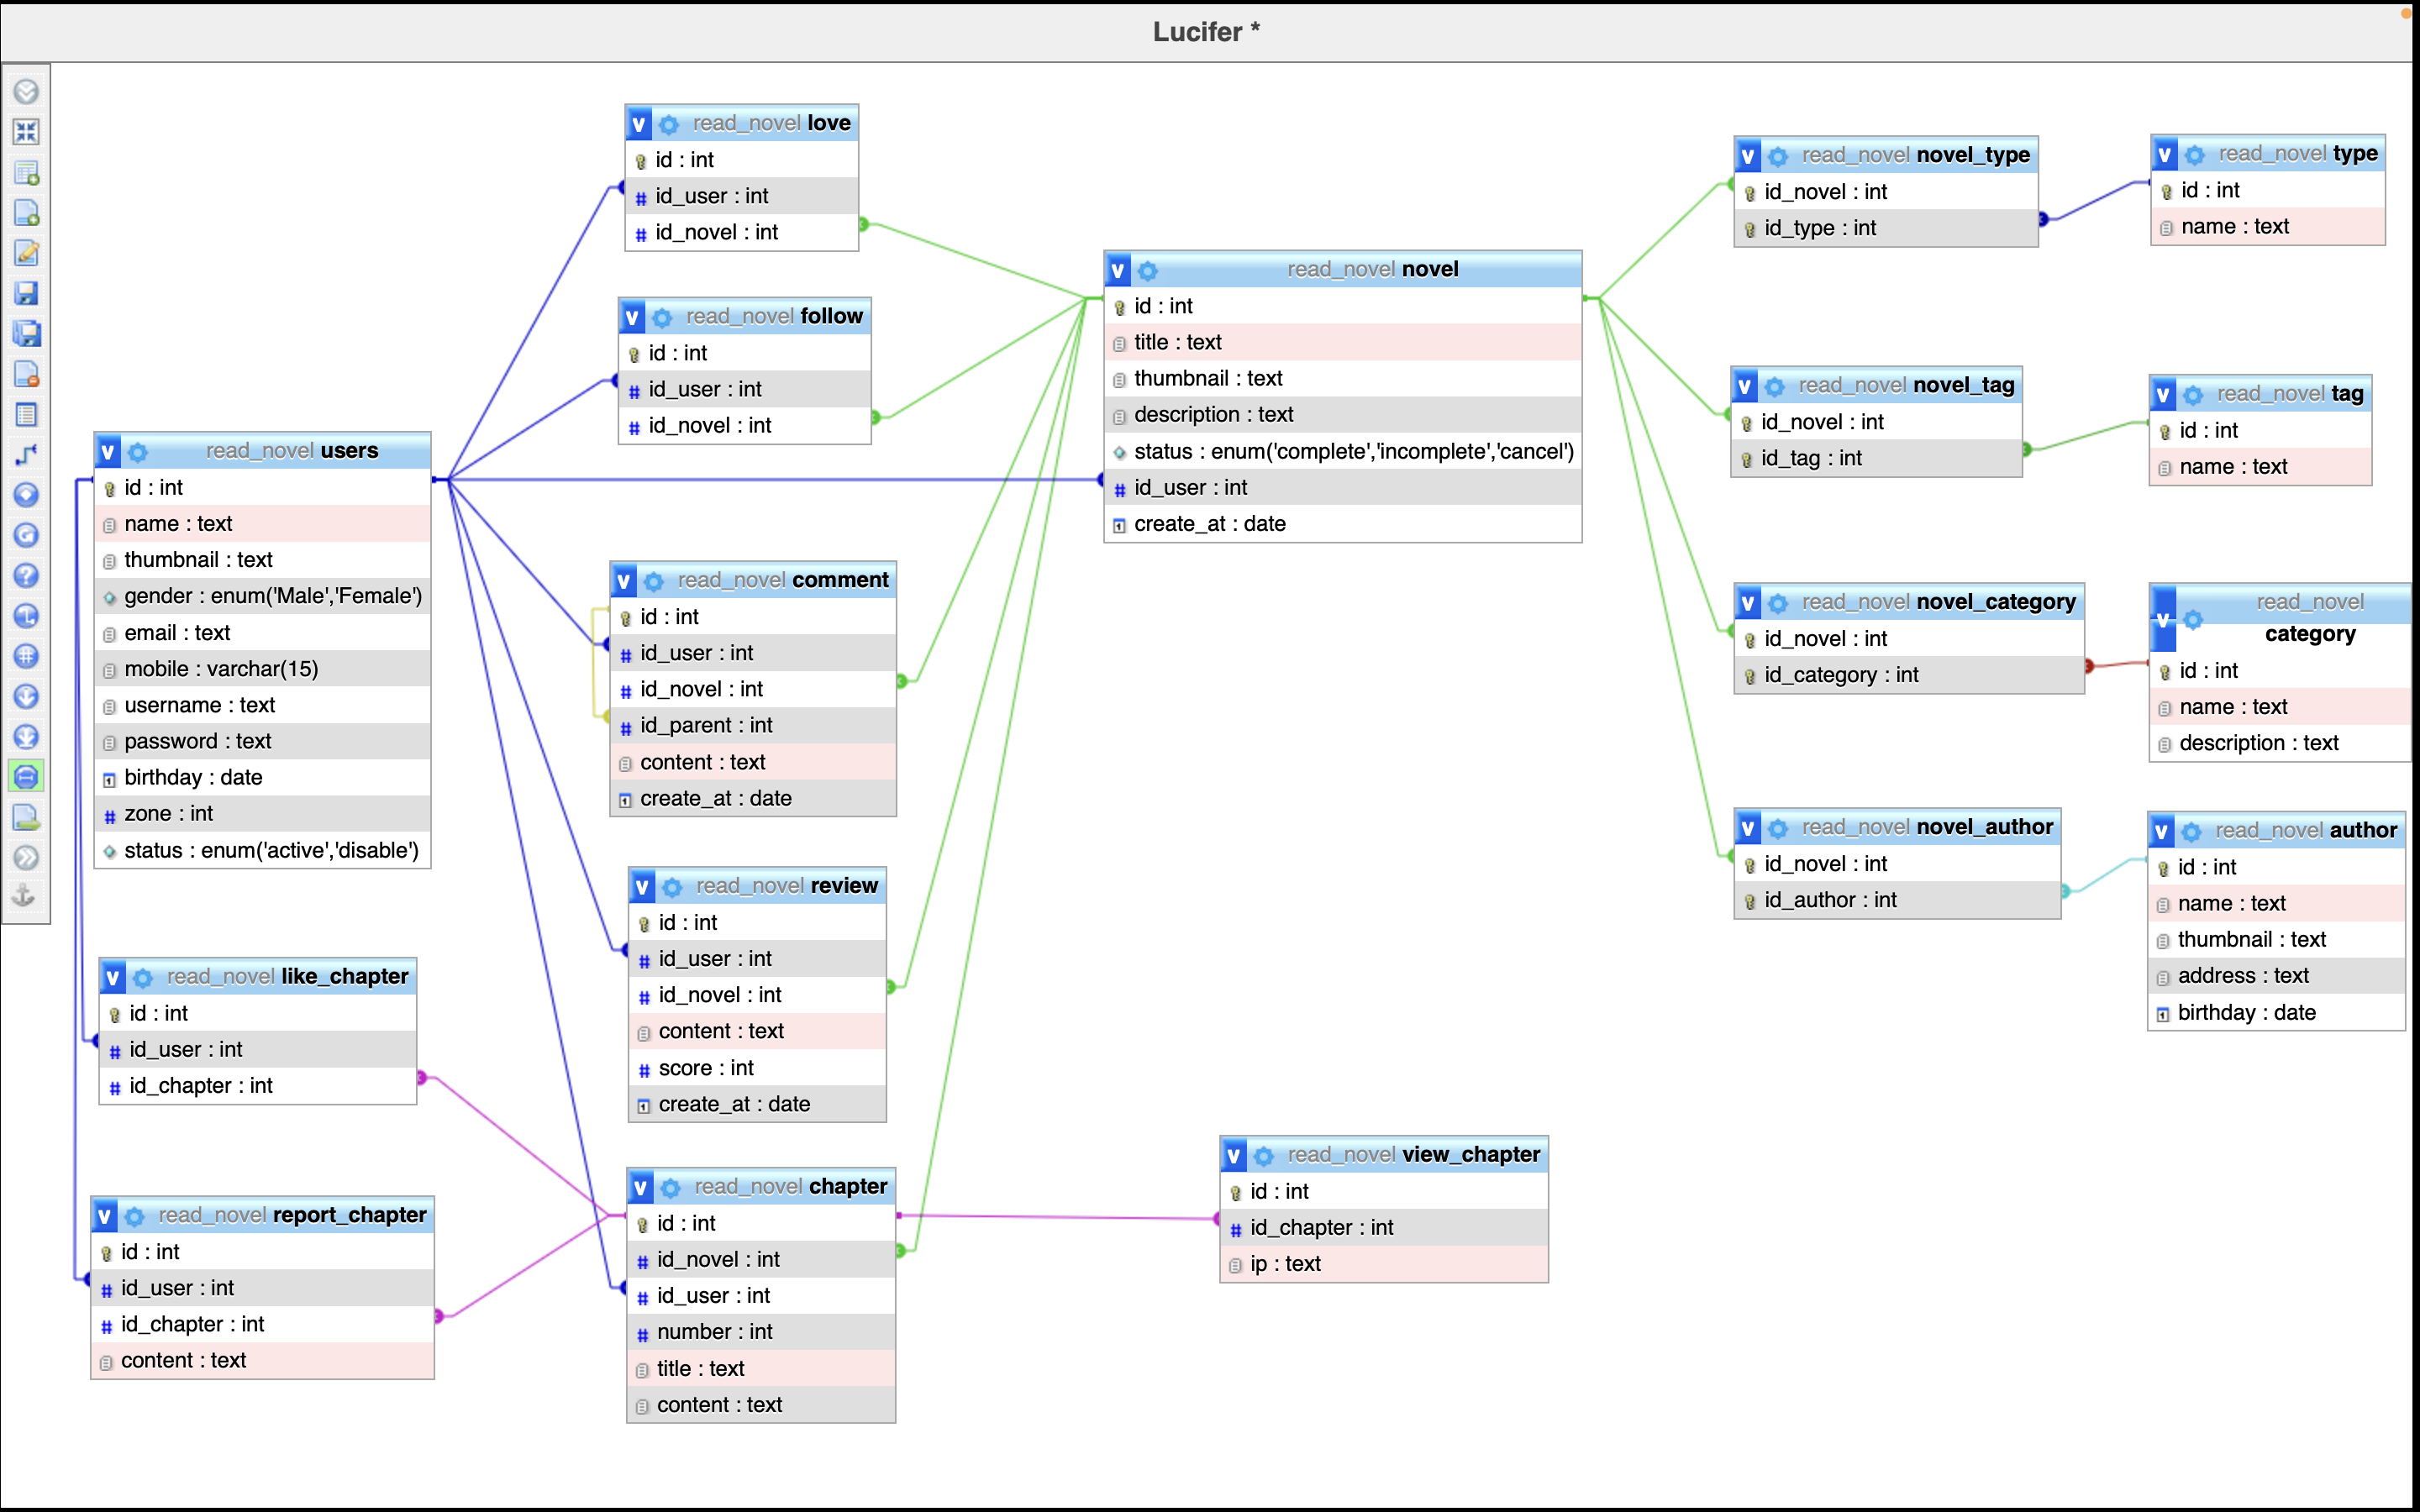 Lucifer *
read_novel love
id : int
id_user : int
id_novel : int
read_novel follow
id : int
id_user : int
id_novel : int
read_novel users
id : int
name : text
thumbnail : text
gender : enum('Male','Female')
email : text
mobile : varchar(15)
username : text
password : text
birthday : date
zone : int
status : enum('active','disable')
read_novel comment
id : int
id_user : int
id_novel : int
id_parent : int
content : text
create_at : date
read_novel review
id : int
id_user : int
id_novel : int
content : text
score : int
create_at : date
read_novel like_chapter
id : int
id_user : int
id_chapter : int
read_novel report_chapter
id : int
id_user : int
id_chapter : int
content : text
read_novel chapter
id : int
id_novel : int
id_user : int
number : int
title : text
content : text
read_novel novel
id : int
title : text
thumbnail : text
description : text
status : enum('complete','incomplete','cancel')
id_user : int
create_at : date
read_novel view_chapter
id : int
id_chapter : int
ip : text
read_novel novel_type
id_novel : int
id_type : int
read_novel type
id : int
name : text
read_novel novel_tag
id_novel : int
id_tag : int
read_novel tag
id : int
name : text
read_novel novel_category
id_novel : int
id_category : int
read_novel
category
id : int
name : text
description : text
read_novel novel_author
id_novel : int
id_author : int
read_novel author
id : int
name : text
thumbnail : text
address : text
birthday : date